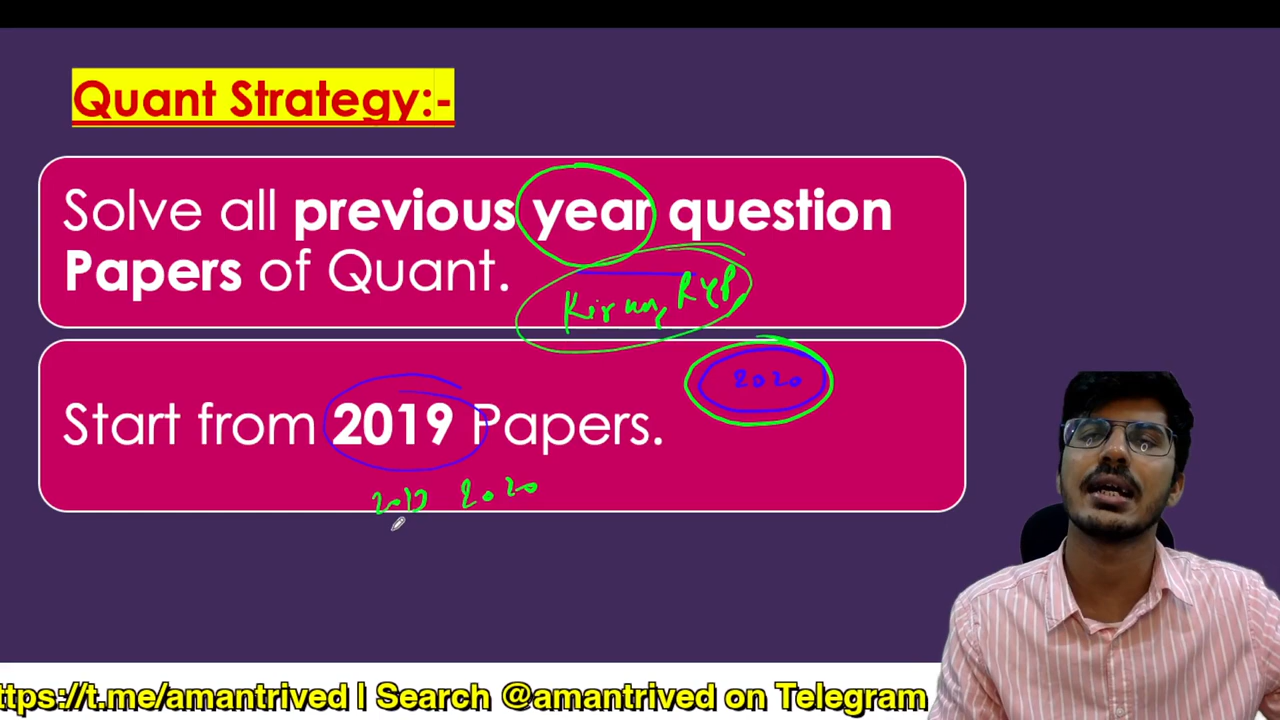 Quant Strategy:-
Solve all previous year question
Papers of Quant.
Kiran, RYP
2020
Start from 2019 Papers.
2019 2020
ttps://t.me/amantrived | Search @amantrived on Telegram